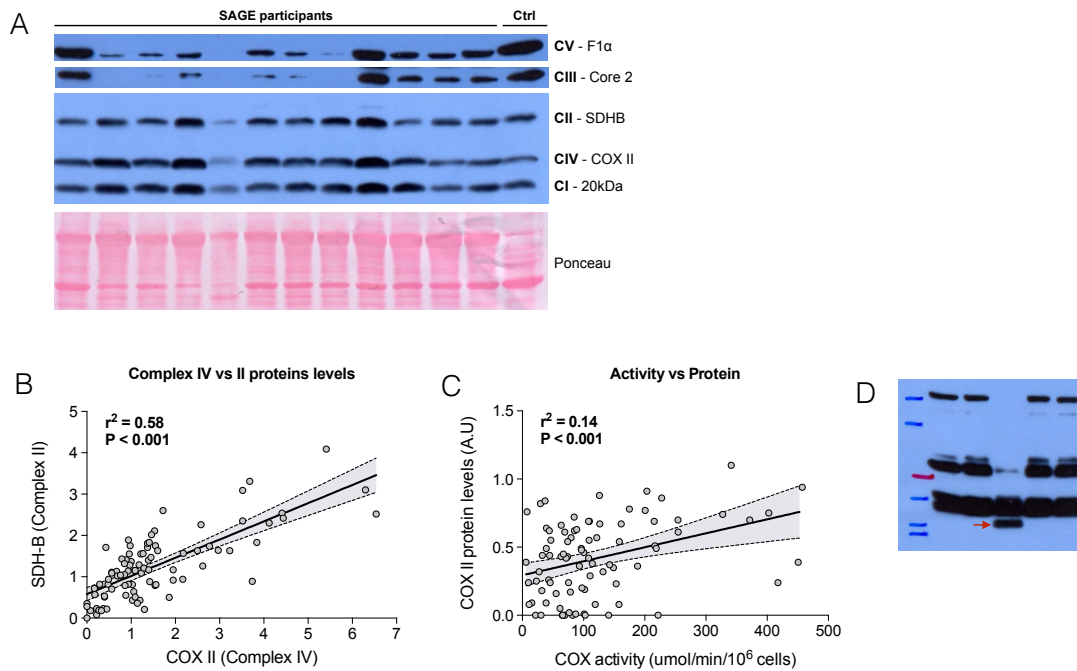 A
SAGE participants
Ctrl
CV - F1α
CIII - Core 2
CII - SDHB
CIV - COX II
CI - 20kDa
Ponceau
B
Complex IV vs II proteins levels
r² = 0.58
P < 0.001
SDH-B (Complex II)
5
4
3
2
1
0
0 1 2 3 4 5 6 7
COX II (Complex IV)
C
Activity vs Protein
r² = 0.14
P < 0.001
COX II protein levels (A.U)
1.5
1.0
0.5
0.0
0 100 200 300 400 500
COX activity (umol/min/10⁶ cells)
D